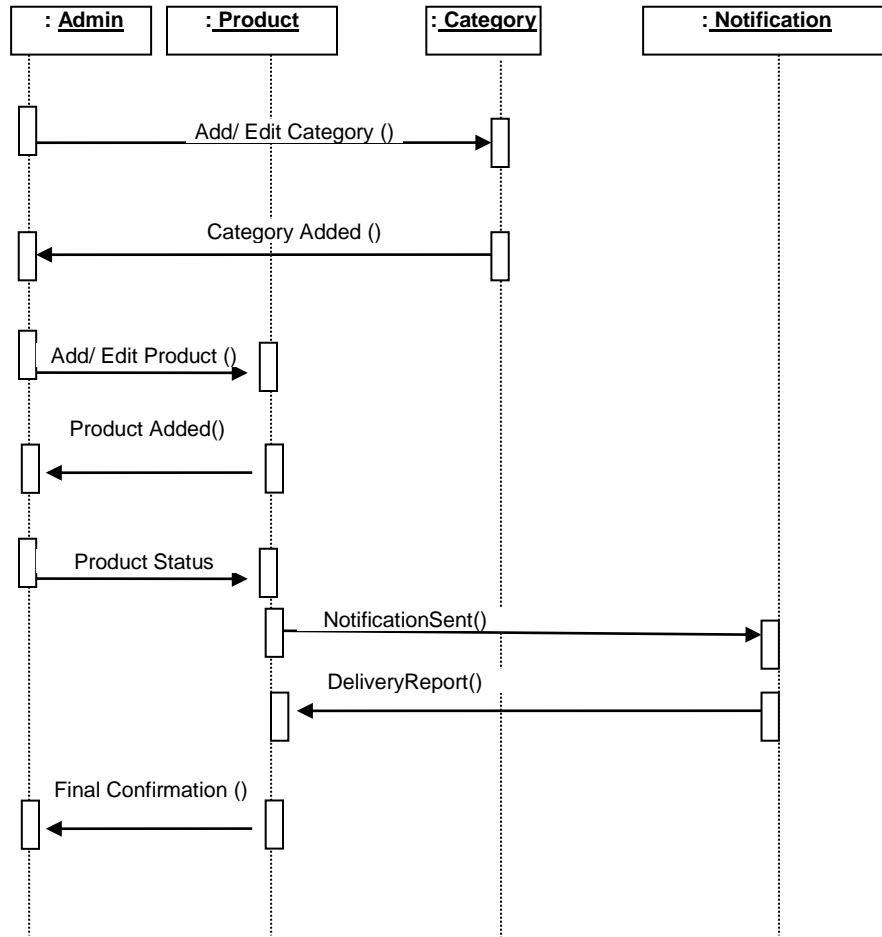 : Admin
: Product
: Category
: Notification
Add/ Edit Category ()
Category Added ()
Add/ Edit Product ()
Product Added()
Product Status
NotificationSent()
DeliveryReport()
Final Confirmation ()